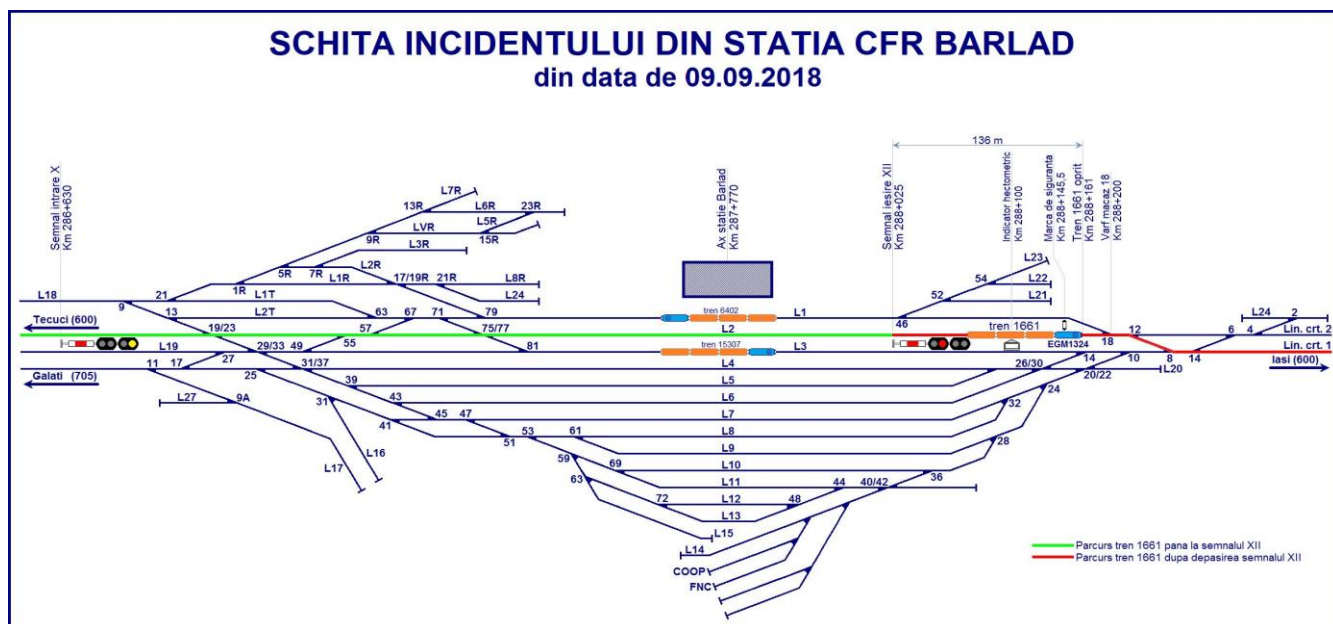 SCHITA INCIDENTULUI DIN STATIA CFR BARLAD
din data de 09.09.2018
136 m
Semnal intrare X
Km 286+630
Ax statie Barlad
Km 287+770
Semnal iesire XII
Km 288+025
Indicator hectometric
Km 288+100
Marca de siguranta
Km 288+145,5
Tren 1661 oprit
Km 288+161
Varf macaz 18
Km 288+200
L7R
13R
L6R
23R
L5R
9R
LVR
15R
L3R
5R
7R
L2R
1R
L1R
17/19R
21R
L8R
L24
L23
54
L22
52
L21
L18
9
21
L1T
13
L2T
63
67
71
79
tren 6402
L1
46
tren 1661
L24
2
Tecuci (600)
19/23
57
75/77
L2
EGM1324
18
12
6
4
Lin. crt. 2
L19
27
29/33
49
55
81
tren 15307
L3
Lin. crt. 1
8
14
Iasi (600)
11
17
25
31/37
L4
26/30
14
10
L20
Galati (705)
39
L5
20/22
L27
9A
31
43
L6
24
32
41
45
47
L7
51
53
61
L8
28
L17
L16
L9
59
69
L10
36
63
L11
44
40/42
72
L12
48
L13
L15
L14
COOP
FNC
Parcurs tren 1661 pana la semnalul XII
Parcurs tren 1661 dupa depasirea semnalului XII